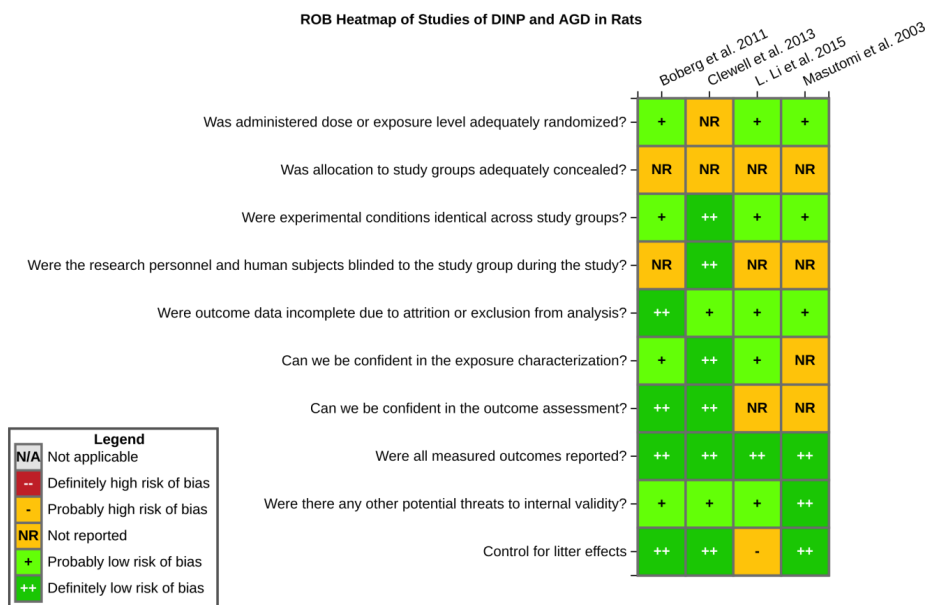 ROB Heatmap of Studies of DINP and AGD in Rats
Boberg et al. 2011
Clewell et al. 2013
L. Li et al. 2015
Masutomi et al. 2003
Was administered dose or exposure level adequately randomized? + NR + +
Was allocation to study groups adequately concealed? NR NR NR NR
Were experimental conditions identical across study groups? + ++ + +
Were the research personnel and human subjects blinded to the study group during the study? NR ++ NR NR
Were outcome data incomplete due to attrition or exclusion from analysis? ++ + + +
Can we be confident in the exposure characterization? + ++ + NR
Can we be confident in the outcome assessment? ++ ++ NR NR
Were all measured outcomes reported? ++ ++ ++ ++
Were there any other potential threats to internal validity? + + + ++
Control for litter effects ++ ++ - ++
Legend
N/A Not applicable
-- Definitely high risk of bias
- Probably high risk of bias
NR Not reported
+ Probably low risk of bias
++ Definitely low risk of bias